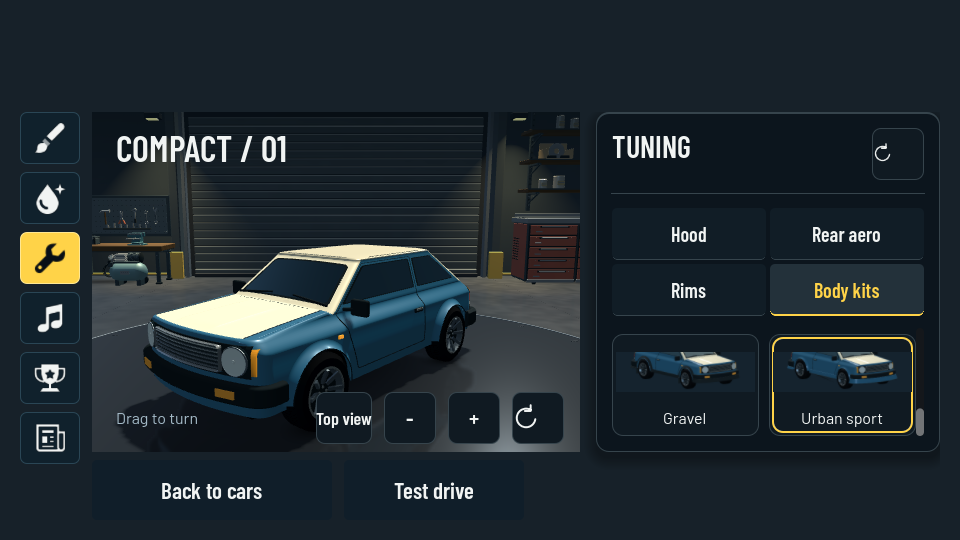 COMPACT / 01
TUNING
Hood
Rear aero
Rims
Body kits
Gravel
Urban sport
Drag to turn
Top view
-
+
Back to cars
Test drive